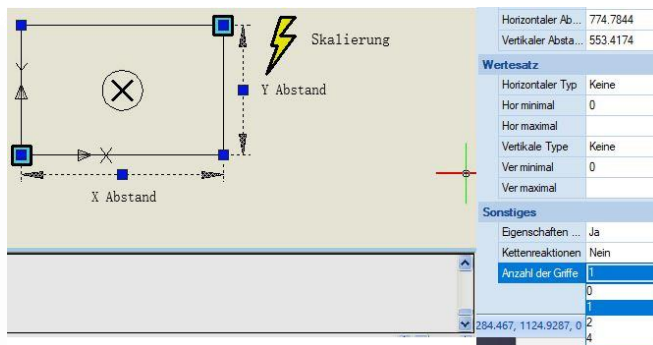 Skalierung
Y Abstand
X Abstand
Horizontaler Ab... 774.7844
Vertikaler Absta... 553.4174
Wertesatz
Horizontaler Typ Keine
Hor minimal 0
Hor maximal
Vertikale Type Keine
Ver minimal 0
Ver maximal
Sonstiges
Eigenschaften ... Ja
Kettenreaktionen Nein
Anzahl der Griffe 1
0
1
2
4
284.467, 1124.9287, 0